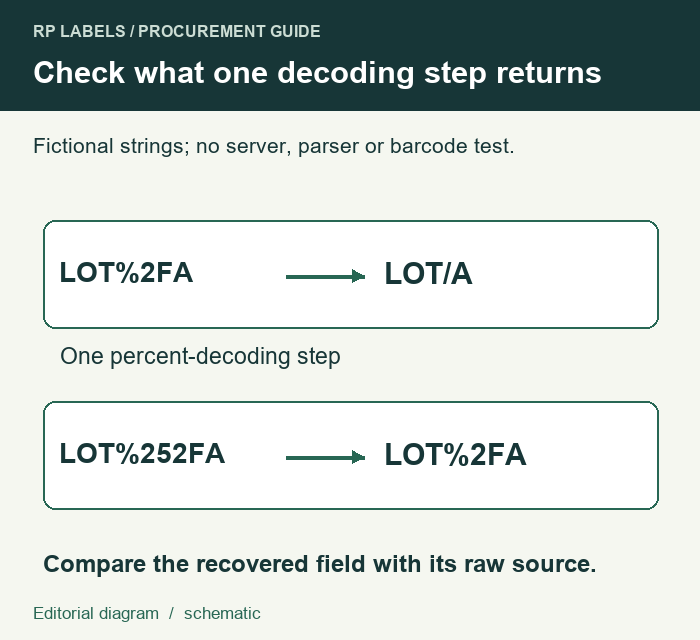 RP LABELS / PROCUREMENT GUIDE
Check what one decoding step returns
Fictional strings; no server, parser or barcode test.
LOT%2FA → LOT/A
One percent-decoding step
LOT%252FA → LOT%2FA
Compare the recovered field with its raw source.
Editorial diagram / schematic